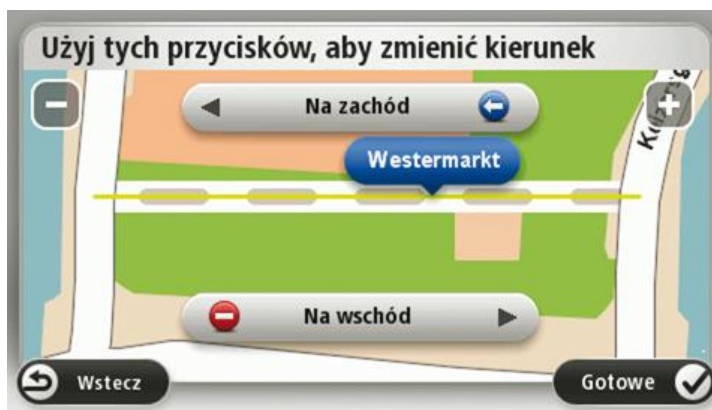 Użyj tych przycisków, aby zmienić kierunek
Na zachód
Westermarkt
Na wschód
Wstecz
Gotowe